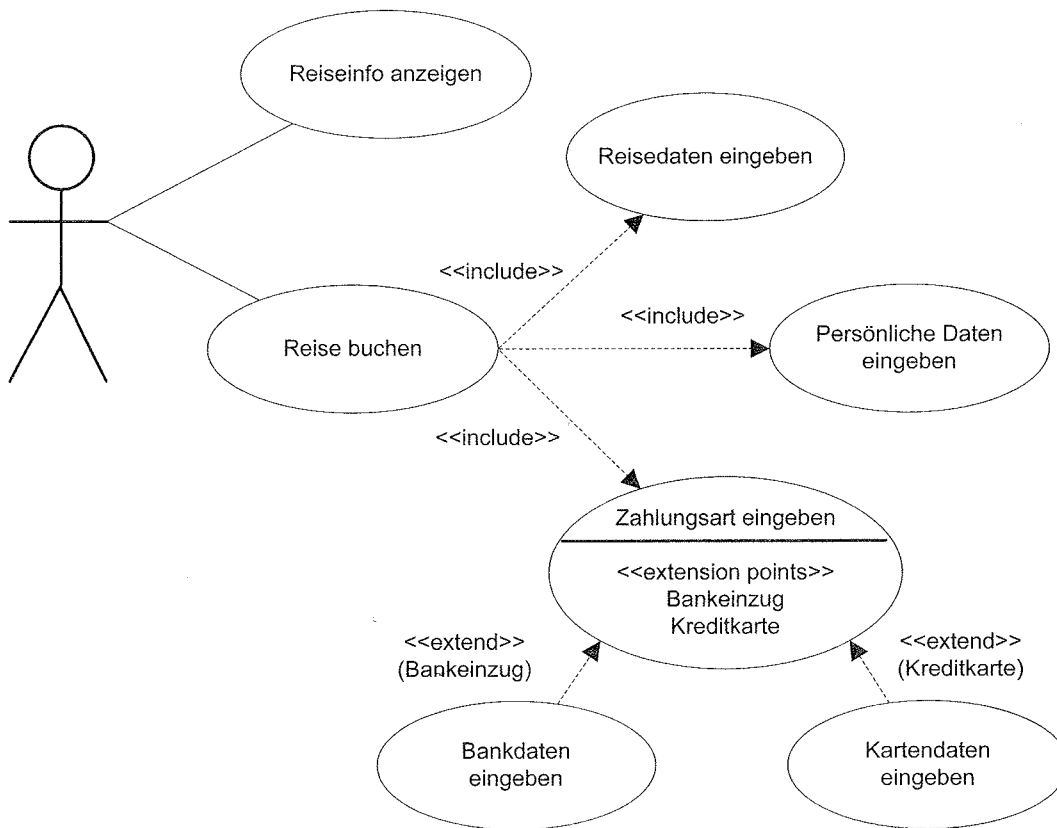 Reiseinfo anzeigen
Reisedaten eingeben
<<include>>
<<include>>
Reise buchen
Persönliche Daten
eingeben
<<include>>
Zahlungsart eingeben
<<extension points>>
Bankeinzug
Kreditkarte
<<extend>>
(Bankeinzug)
<<extend>>
(Kreditkarte)
Bankdaten
eingeben
Kartendaten
eingeben